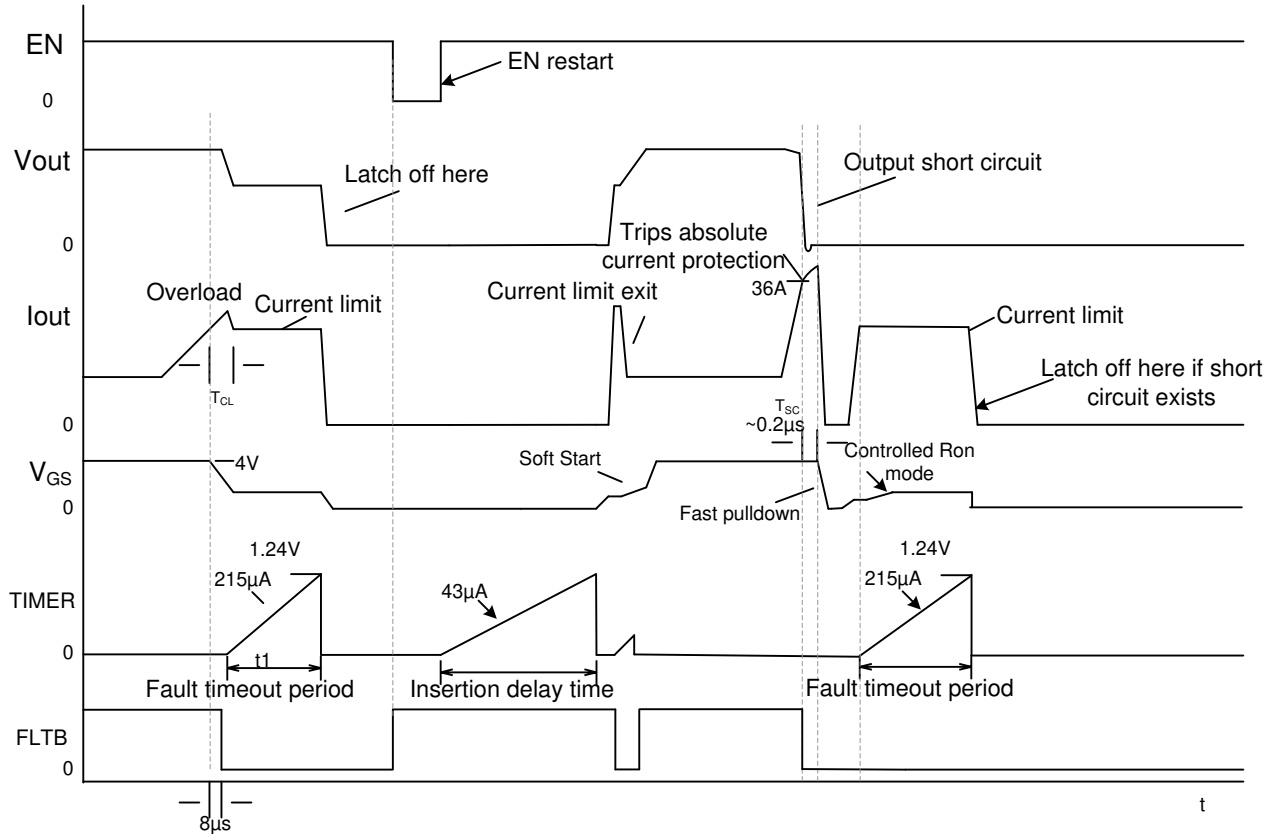 EN
0
EN restart
Vout
0
Latch off here
Output short circuit
Trips absolute
current protection
36A
Iout
0
Overload
Current limit
T_CL
Current limit exit
Current limit
Latch off here if short
circuit exists
T_SC
~0.2µs
V_GS
0
4V
Soft Start
Fast pulldown
Controlled Ron
mode
TIMER
0
1.24V
215µA
t1
Fault timeout period
43µA
Insertion delay time
1.24V
215µA
Fault timeout period
FLTB
0
8µs
t